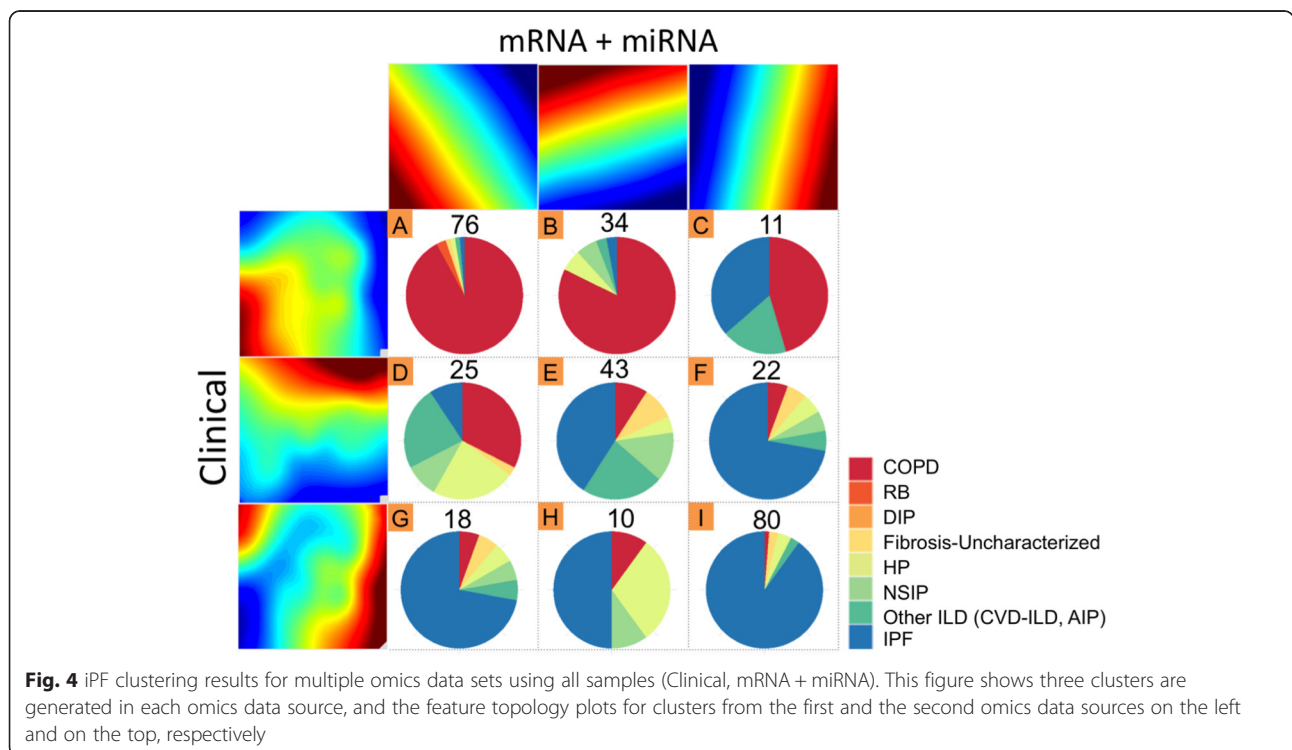 mRNA + miRNA
Clinical
A 76
B 34
C 11
D 25
E 43
F 22
G 18
H 10
I 80
COPD
RB
DIP
Fibrosis-Uncharacterized
HP
NSIP
Other ILD (CVD-ILD, AIP)
IPF
Fig. 4 iPF clustering results for multiple omics data sets using all samples (Clinical, mRNA + miRNA). This figure shows three clusters are
generated in each omics data source, and the feature topology plots for clusters from the first and the second omics data sources on the left
and on the top, respectively